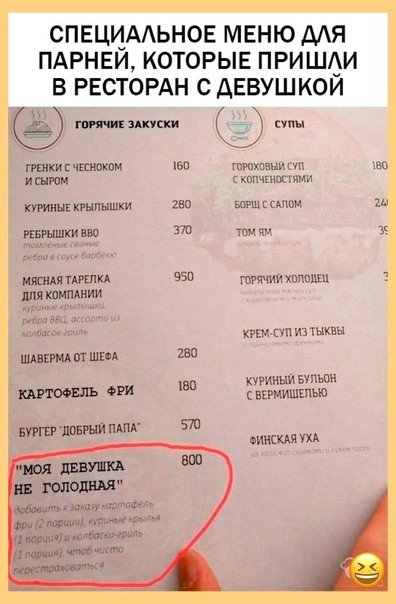 СПЕЦИАЛЬНОЕ МЕНЮ ДЛЯ
ПАРНЕЙ, КОТОРЫЕ ПРИШЛИ
В РЕСТОРАН С ДЕВУШКОЙ
ГОРЯЧИЕ ЗАКУСКИ
ГРЕНКИ С ЧЕСНОКОМ 160
И СЫРОМ
КУРИНЫЕ КРЫЛЫШКИ 280
РЕБРЫШКИ BBQ 370
томлёные свиные
ребра в соусе барбекю
МЯСНАЯ ТАРЕЛКА 950
ДЛЯ КОМПАНИИ
куриные крылышки,
ребра BBQ, ассорти из
колбасок-гриль
ШАВЕРМА ОТ ШЕФА 280
КАРТОФЕЛЬ ФРИ 180
БУРГЕР "ДОБРЫЙ ПАПА" 570
"МОЯ ДЕВУШКА 800
НЕ ГОЛОДНАЯ"
добавить к заказу картофель
фри (2 порции), куриные крылья
(1 порция) и колбаски-гриль
(1 порция), чтоб чисто
перестраховаться
СУПЫ
ГОРОХОВЫЙ СУП 180
С КОПЧЕНОСТЯМИ
БОРЩ С САЛОМ
ТОМ ЯМ
ГОРЯЧИЙ ХОЛОДЕЦ
КРЕМ-СУП ИЗ ТЫКВЫ
КУРИНЫЙ БУЛЬОН
С ВЕРМИШЕЛЬЮ
ФИНСКАЯ УХА